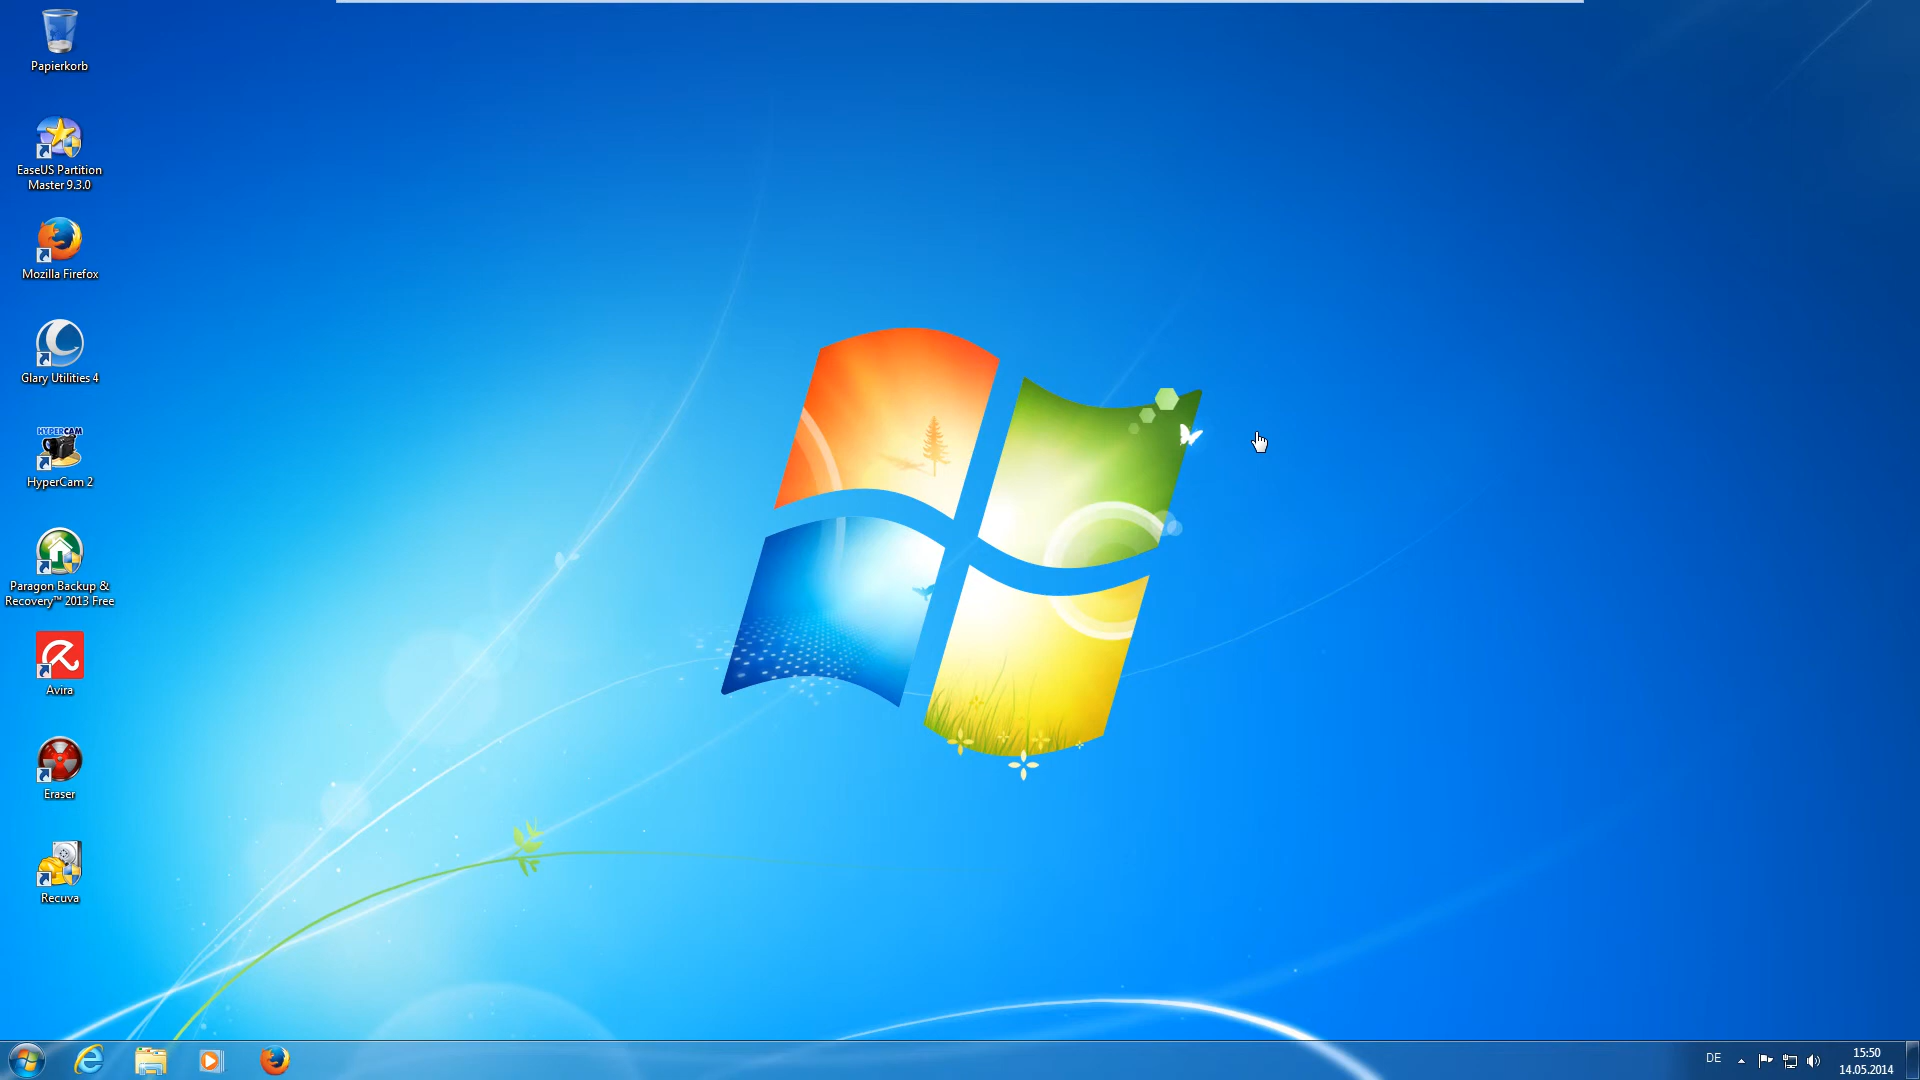 Papierkorb
EaseUS Partition
Master 9.3.0
Mozilla Firefox
Glary Utilities 4
HYPERCAM
HyperCam 2
Paragon Backup &
Recovery™ 2013 Free
Avira
Eraser
Recuva
DE
15:50
14.05.2014